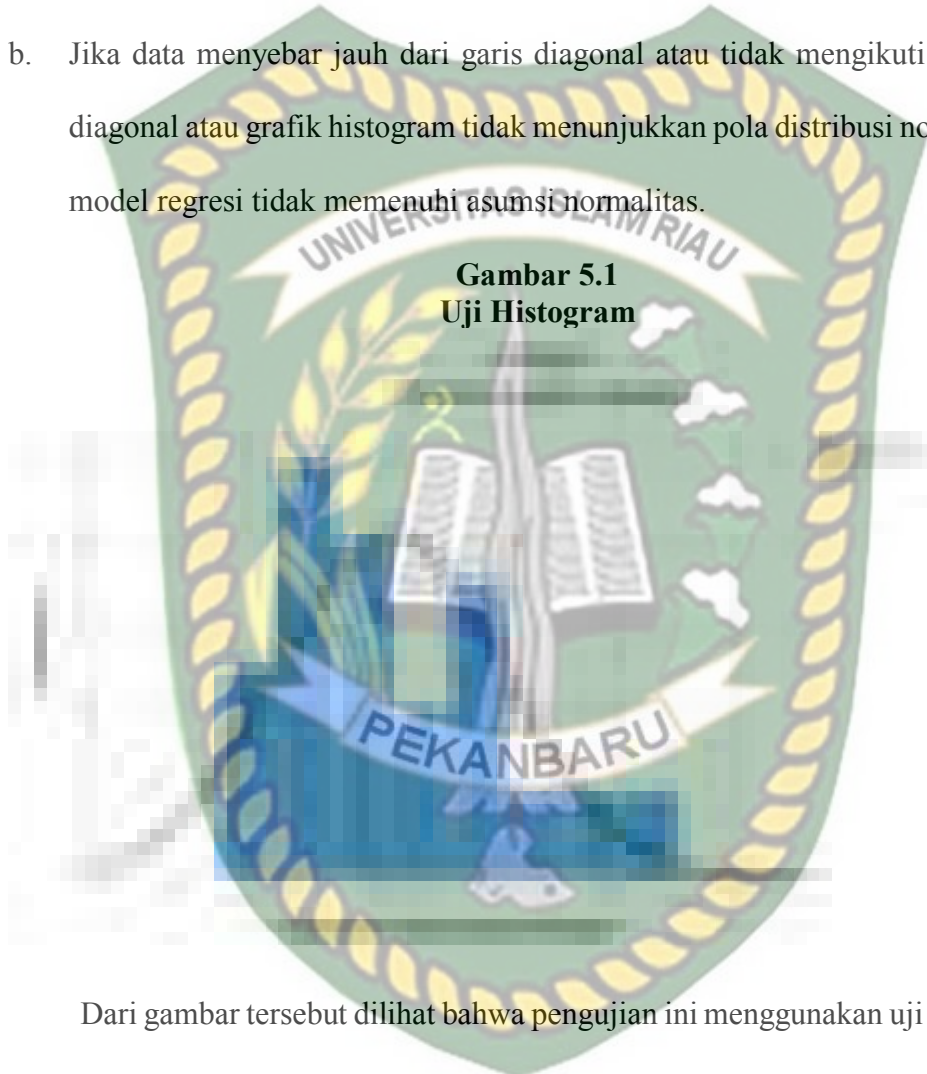 b. Jika data menyebar jauh dari garis diagonal atau tidak mengikuti
diagonal atau grafik histogram tidak menunjukkan pola distribusi no
model regresi tidak memenuhi asumsi normalitas.
UNIVERSITAS ISLAM RIAU
Gambar 5.1
Uji Histogram
PEKANBARU
Dari gambar tersebut dilihat bahwa pengujian ini menggunakan uji